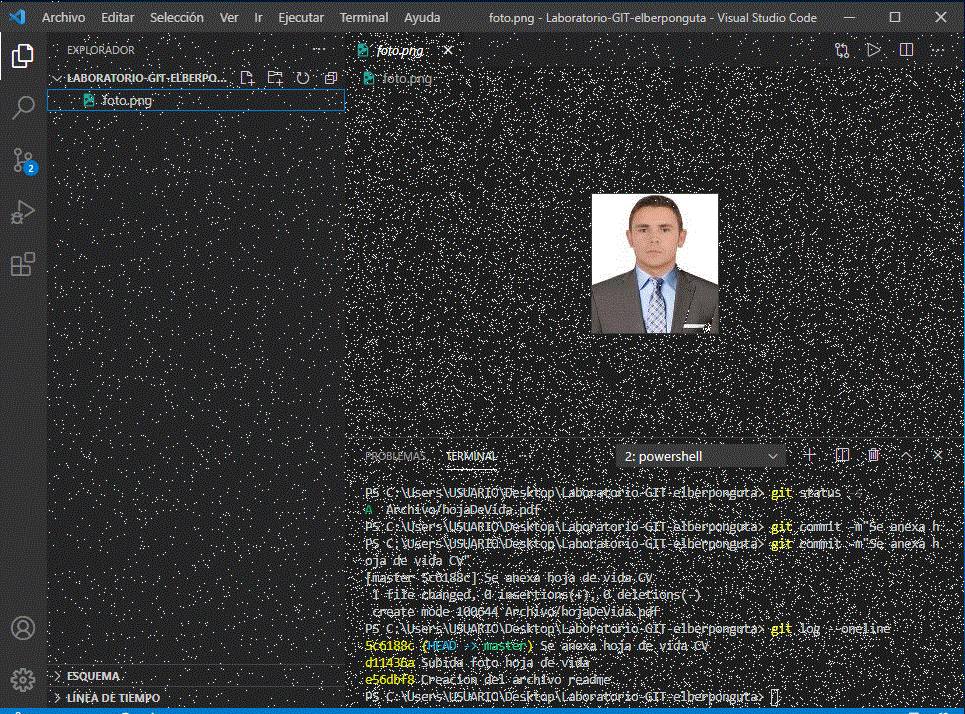 Archivo Editar Selección Ver Ir Ejecutar Terminal Ayuda foto.png - Laboratorio-GIT-elberponguta - Visual Studio Code
EXPLORADOR
LABORATORIO-GIT-ELBERPO...
foto.png
2
ESQUEMA
LÍNEA DE TIEMPO
foto.png
foto.png
PROBLEMAS TERMINAL 2: powershell
PS C:\Users\USUARIO\Desktop\Laboratorio-GIT-elberponguta> git status
A Archivo/hojaDeVida.pdf
PS C:\Users\USUARIO\Desktop\Laboratorio-GIT-elberponguta> git commit -m"Se anexa h
PS C:\Users\USUARIO\Desktop\Laboratorio-GIT-elberponguta> git commit -m"Se anexa h
oja de vida CV"
[master 5c6188c] Se anexa hoja de vida CV
1 file changed, 0 insertions(+), 0 deletions(-)
create mode 100644 Archivo/hojaDeVida.pdf
PS C:\Users\USUARIO\Desktop\Laboratorio-GIT-elberponguta> git log --oneline
5c6188c (HEAD -> master) Se anexa hoja de vida CV
d11436a Subida foto hoja de vida
e56dbf8 Creacion del archivo readme
PS C:\Users\USUARIO\Desktop\Laboratorio-GIT-elberponguta>